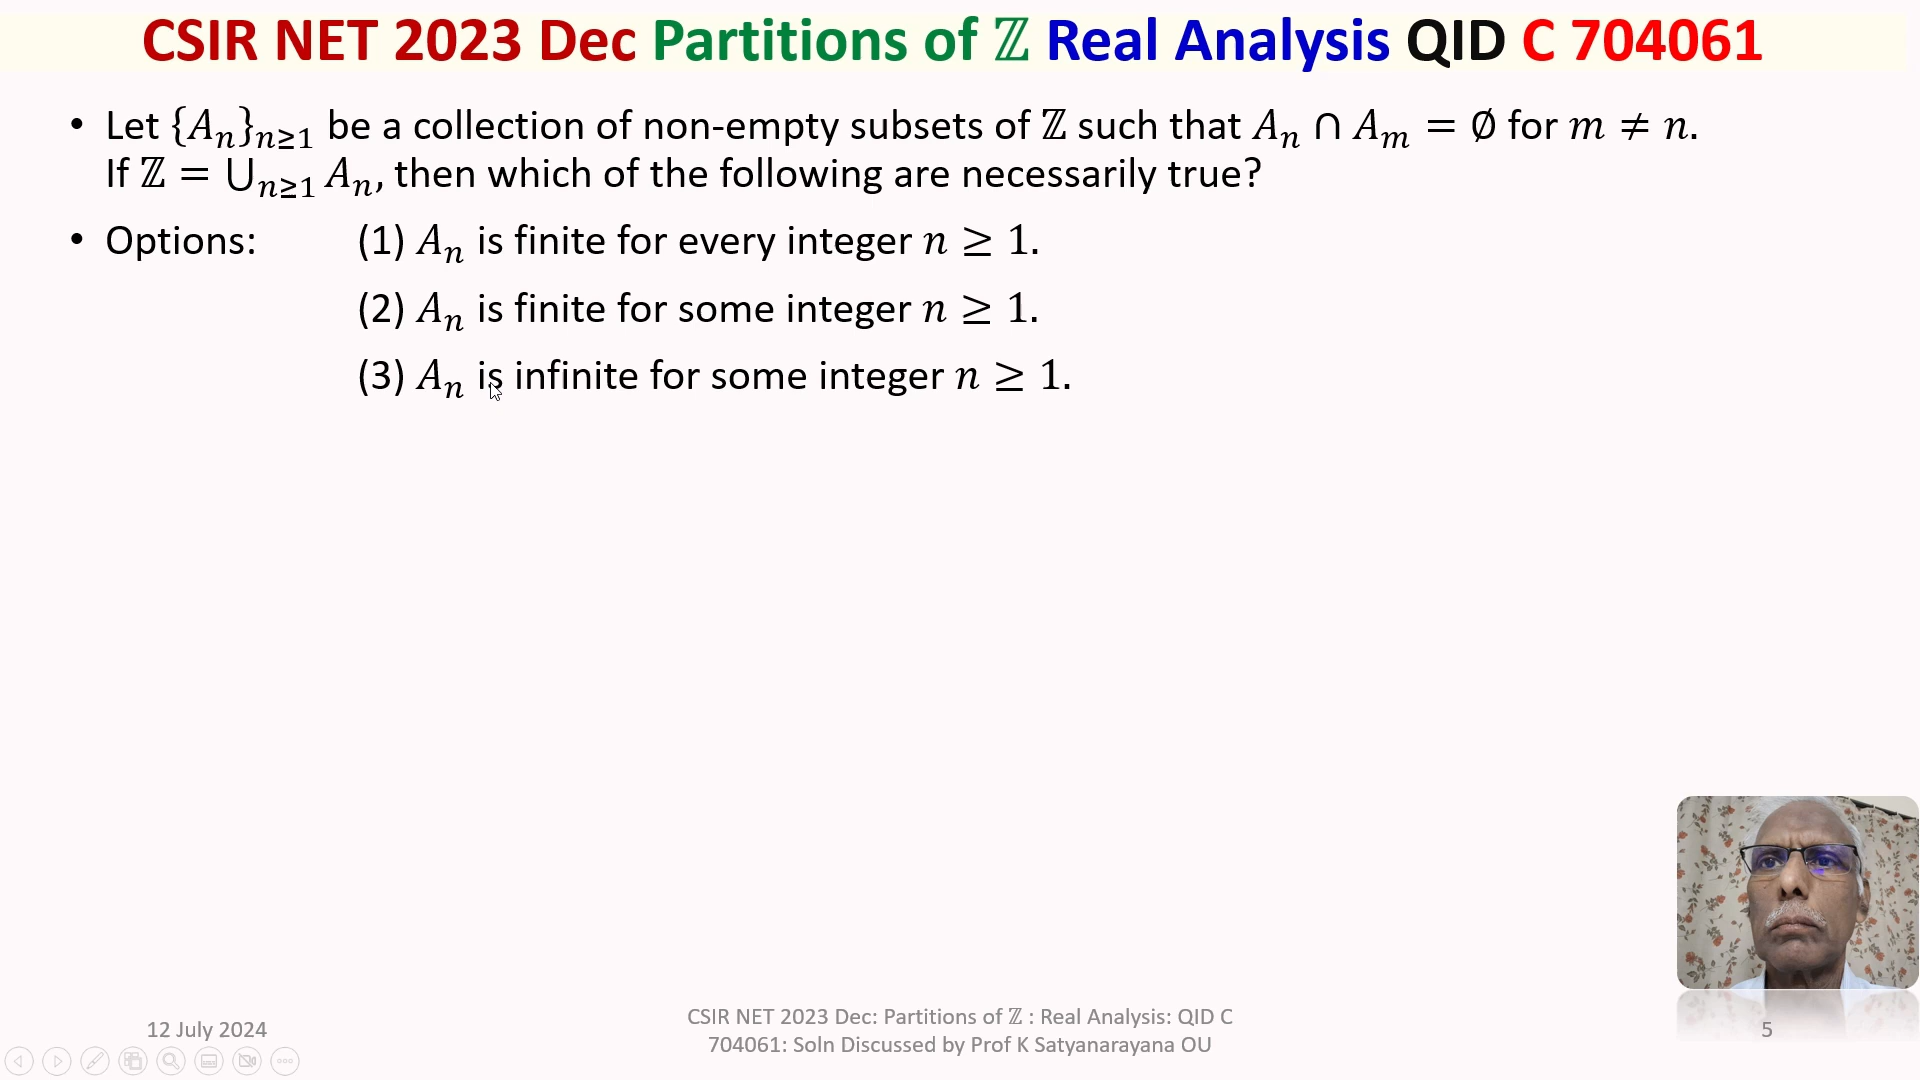 CSIR NET 2023 Dec Partitions of ℤ Real Analysis QID C 704061
• Let {Aₙ}ₙ≥₁ be a collection of non-empty subsets of ℤ such that Aₙ ∩ Aₘ = ∅ for m ≠ n.
If ℤ = ⋃ₙ≥₁ Aₙ, then which of the following are necessarily true?
• Options: (1) Aₙ is finite for every integer n ≥ 1.
(2) Aₙ is finite for some integer n ≥ 1.
(3) Aₙ is infinite for some integer n ≥ 1.
12 July 2024
CSIR NET 2023 Dec: Partitions of ℤ : Real Analysis: QID C
704061: Soln Discussed by Prof K Satyanarayana OU
5